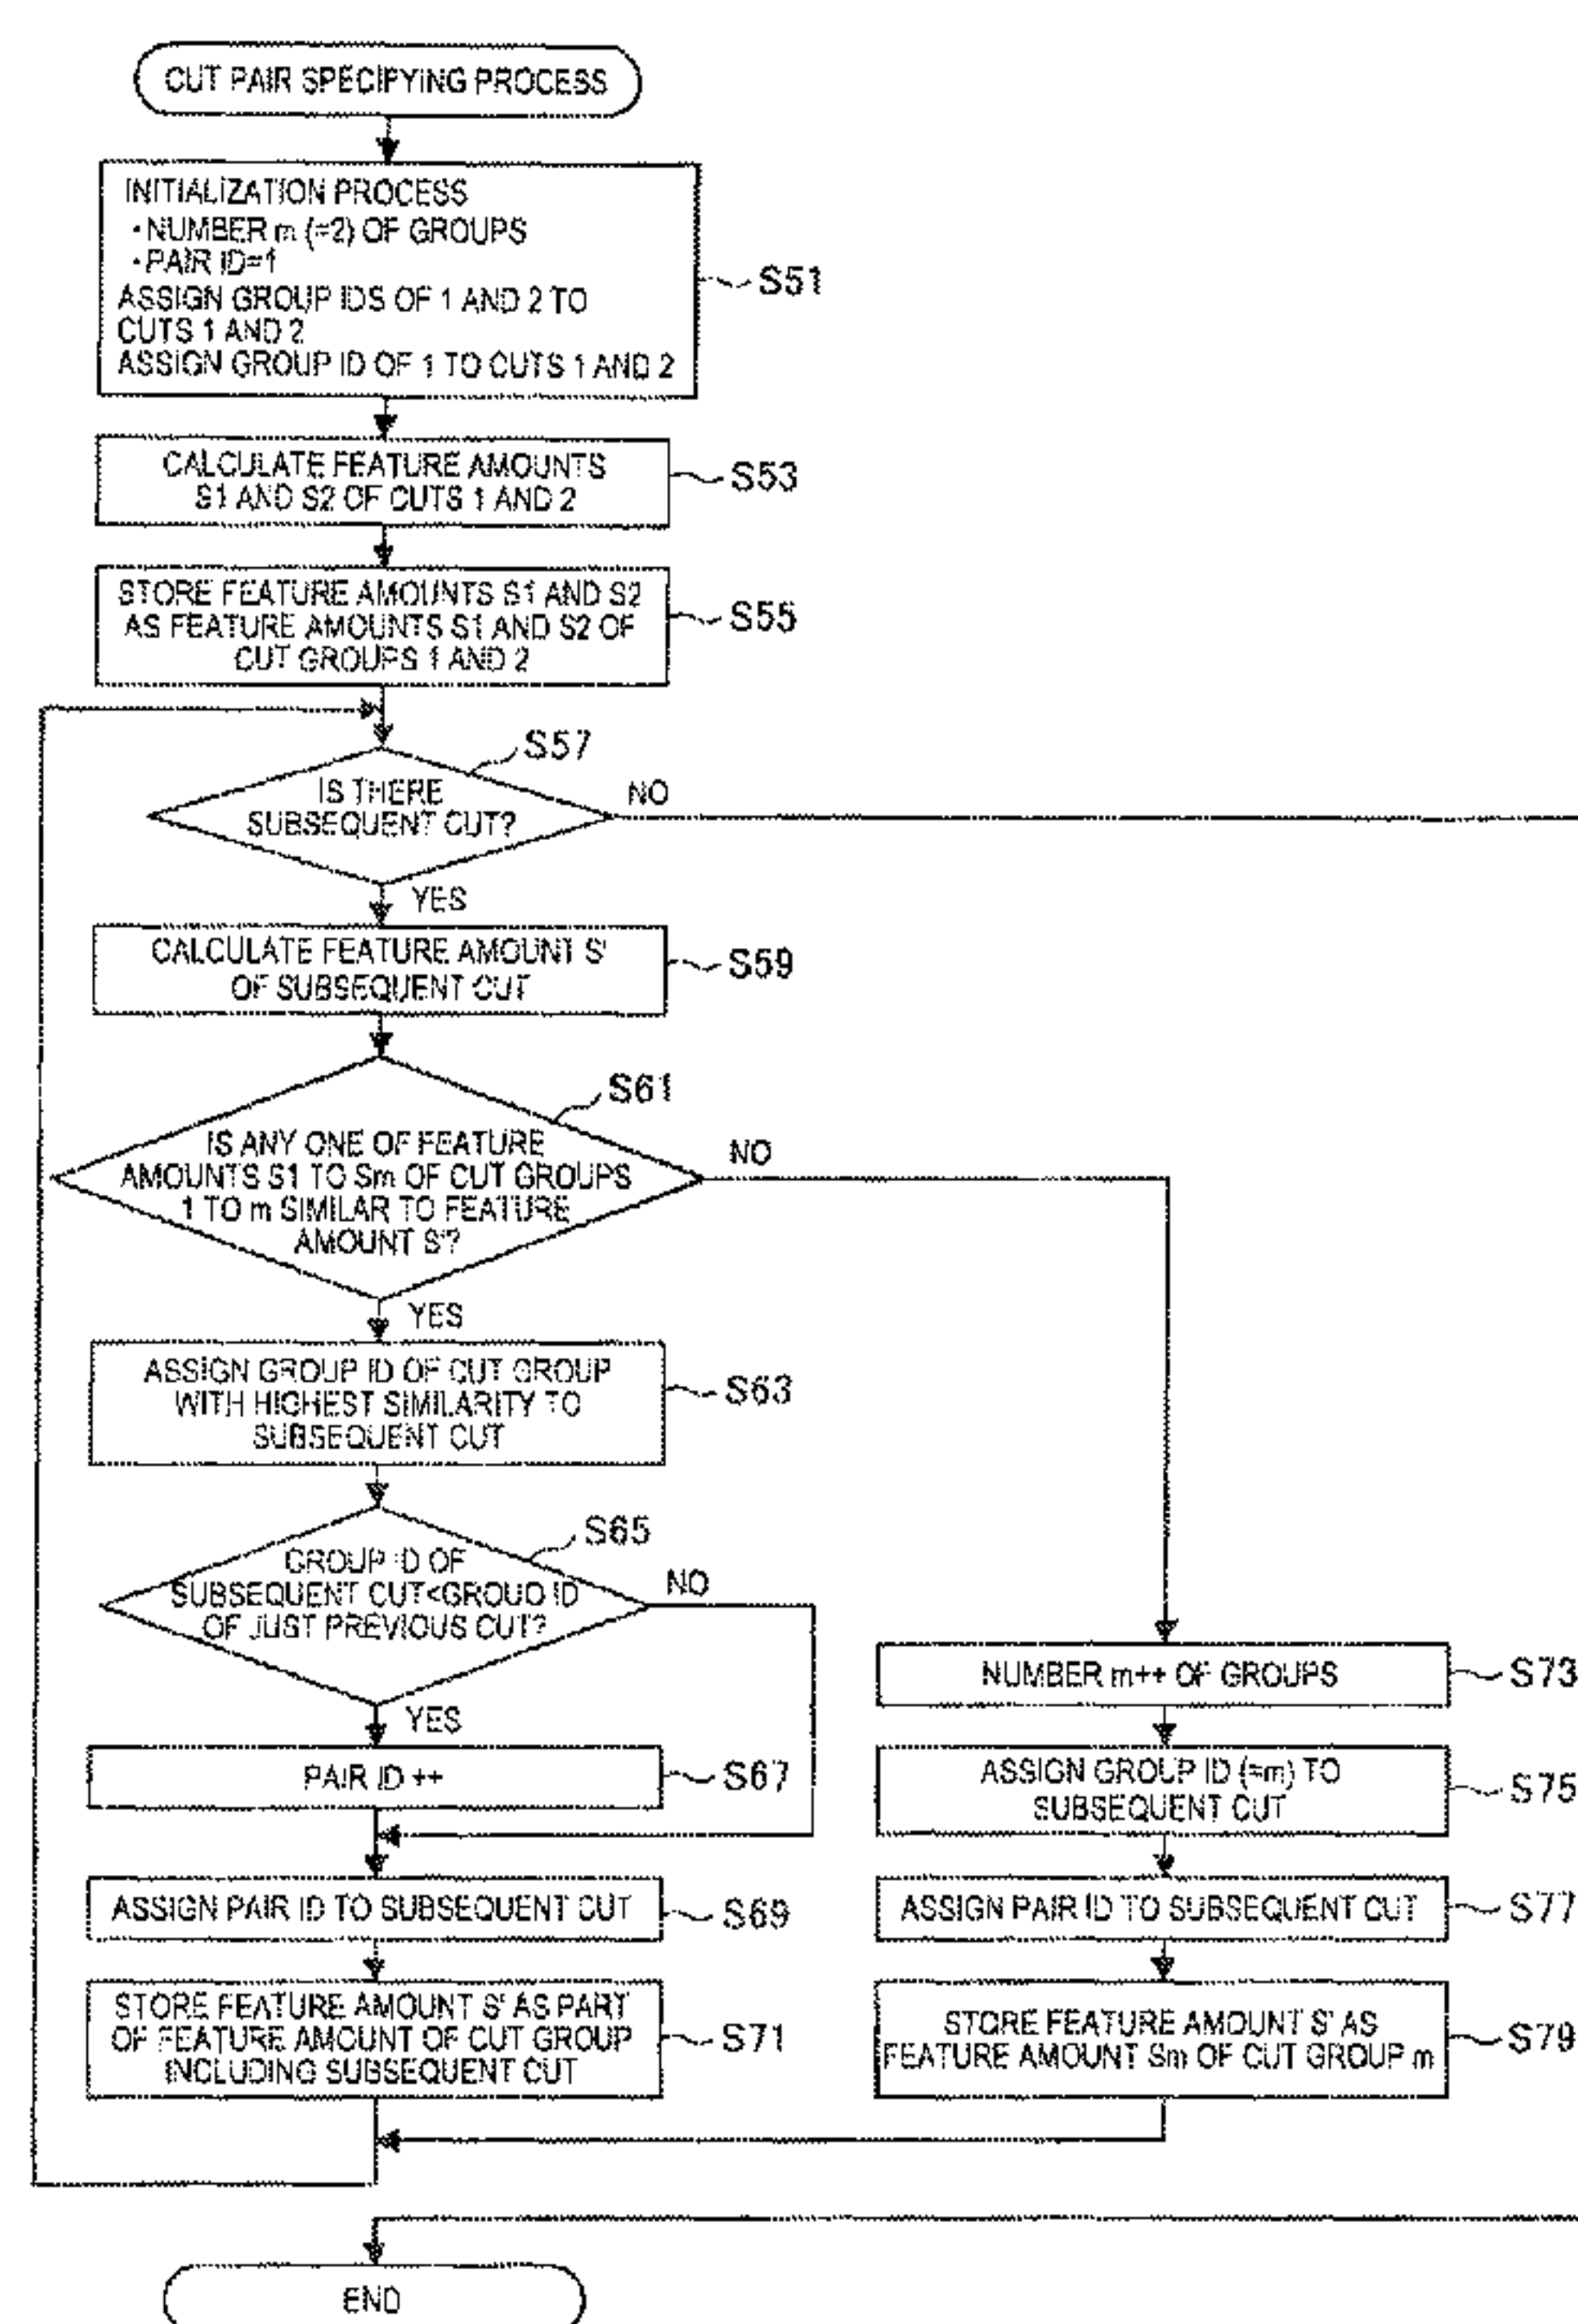 CUT PAIR SPECIFYING PROCESS
INITIALIZATION PROCESS
・NUMBER m (=2) OF GROUPS
・PAIR ID=1
ASSIGN GROUP IDS OF 1 AND 2 TO
CUTS 1 AND 2
ASSIGN GROUP ID OF 1 TO CUTS 1 AND 2
S51
CALCULATE FEATURE AMOUNTS
S1 AND S2 OF CUTS 1 AND 2
S53
STORE FEATURE AMOUNTS S1 AND S2
AS FEATURE AMOUNTS S1 AND S2 OF
CUT GROUPS 1 AND 2
S55
S57
IS THERE
SUBSEQUENT CUT?
NO
YES
CALCULATE FEATURE AMOUNT S'
OF SUBSEQUENT CUT
S59
S61
IS ANY ONE OF FEATURE
AMOUNTS S1 TO Sm OF CUT GROUPS
1 TO m SIMILAR TO FEATURE
AMOUNT S'?
NO
YES
ASSIGN GROUP ID OF CUT GROUP
WITH HIGHEST SIMILARITY TO
SUBSEQUENT CUT
S63
S65
GROUP ID OF
SUBSEQUENT CUT<GROUO ID
OF JUST PREVIOUS CUT?
NO
YES
PAIR ID ++
S67
ASSIGN PAIR ID TO SUBSEQUENT CUT
S69
STORE FEATURE AMOUNT S' AS PART
OF FEATURE AMOUNT OF CUT GROUP
INCLUDING SUBSEQUENT CUT
S71
NUMBER m++ OF GROUPS
S73
ASSIGN GROUP ID (=m) TO
SUBSEQUENT CUT
S75
ASSIGN PAIR ID TO SUBSEQUENT CUT
S77
STORE FEATURE AMOUNT S' AS
FEATURE AMOUNT Sm OF CUT GROUP m
S79
END